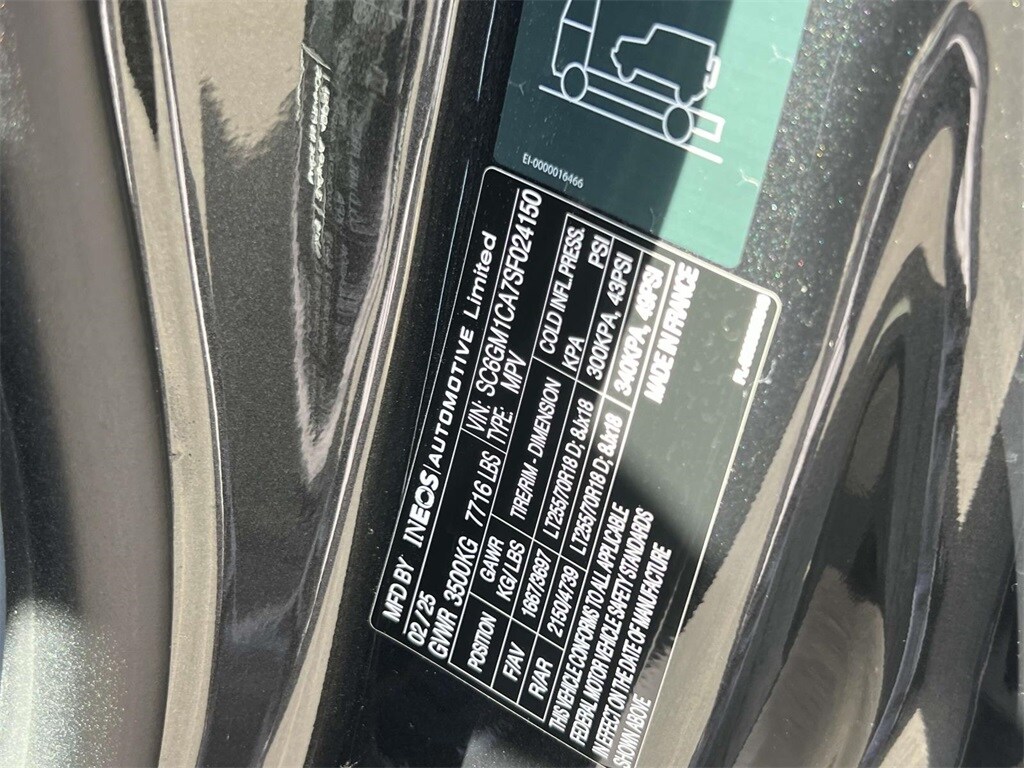 EI-0000016466
MFD BY INEOS AUTOMOTIVE Limited
02/25 VIN: SC6GM1CA7SF024150
GVWR 3500KG 7716 LBS TYPE: MPV
POSITION GAWR KG/LBS TIRE/RIM - DIMENSION COLD INFL.PRESS. KPA PSI
F/AV 1667/3697 LT255/70R18 D; 8Jx18 300KPA, 43PSI
R/AR 2150/4739 LT255/70R18 D; 8Jx18 340KPA, 49PSI
THIS VEHICLE CONFORMS TO ALL APPLICABLE MADE IN FRANCE
FEDERAL MOTOR VEHICLE SAFETY STANDARDS
IN EFFECT ON THE DATE OF MANUFACTURE
SHOWN ABOVE